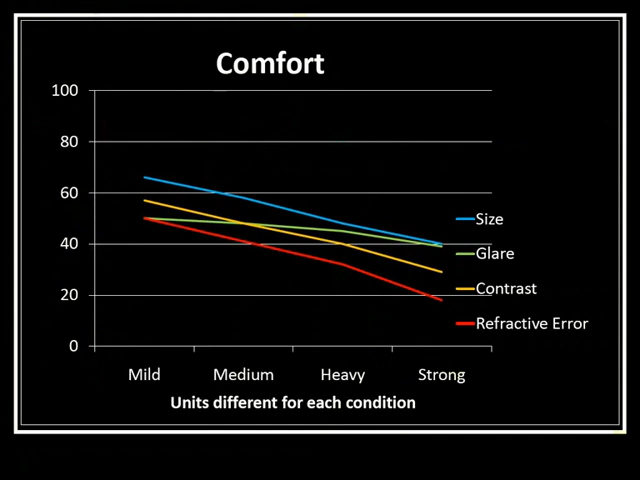 Comfort
100
80
60
40
20
0
Size
Glare
Contrast
Refractive Error
Mild Medium Heavy Strong
Units different for each condition